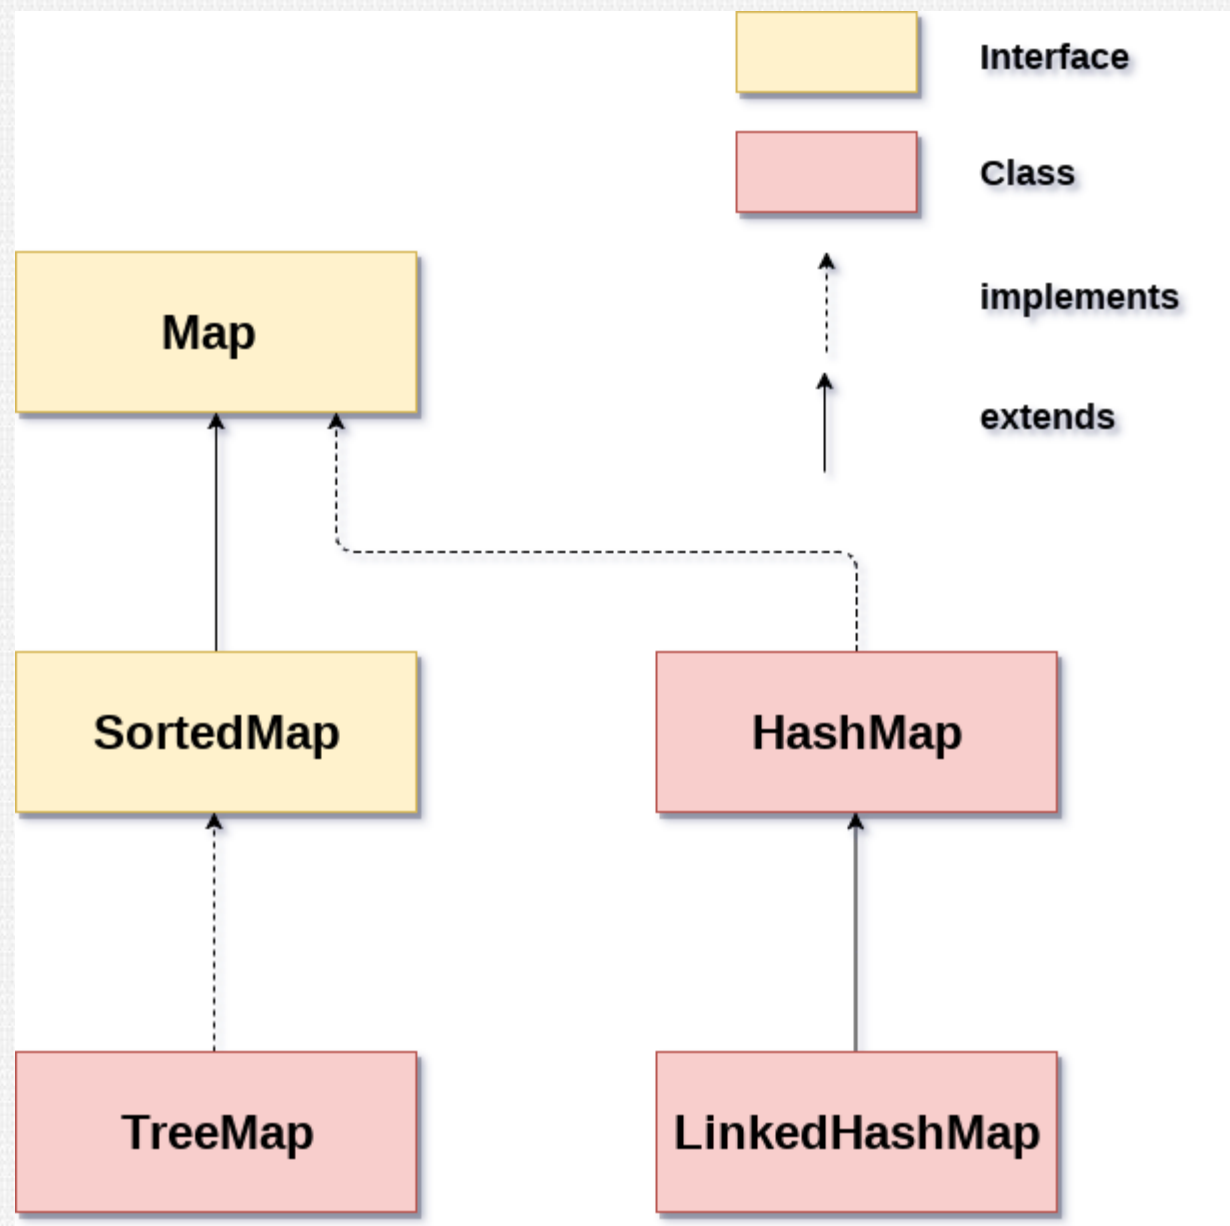 Interface
Class
implements
extends
Map
SortedMap
HashMap
TreeMap
LinkedHashMap